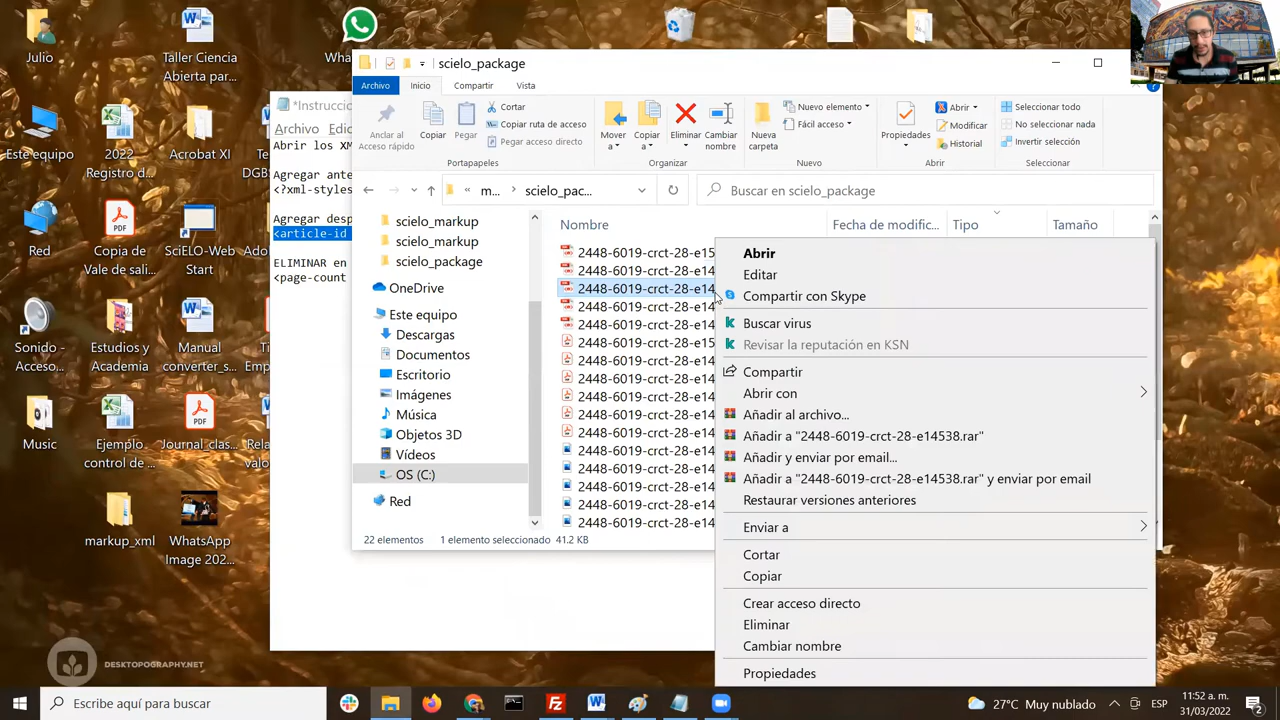 Julio
Taller Ciencia
Abierta par...
Este equipo
2022
Registro d...
Acrobat XI
Red
Copia de
Vale de sali...
SciELO-Web
Start
Sonido -
Acceso...
Estudios y
Academia
Manual
converter_s...
Music
Ejemplo
control de ...
PDF
Journal_clas...
markup_xml
WhatsApp
Image 202...
DESKTOPOGRAPHY.NET
*Instrucci
Archivo
Abrir los XM
Agregar ante
<?xml-styles
Agregar desp
<article-id
ELIMINAR en
<page-count
scielo_package
Archivo
Inicio
Compartir
Vista
Anclar al
Acceso rápido
Copiar
Pegar
Cortar
Copiar ruta de acceso
Pegar acceso directo
Portapapeles
Mover
a
Copiar
a
Eliminar
Cambiar
nombre
Organizar
Nueva
carpeta
Nuevo elemento
Fácil acceso
Nuevo
Propiedades
Abrir
Modificar
Historial
Abrir
Seleccionar todo
No seleccionar nada
Invertir selección
Seleccionar
« m... > scielo_pac...
Buscar en scielo_package
scielo_markup
scielo_markup
scielo_package
OneDrive
Este equipo
Descargas
Documentos
Escritorio
Imágenes
Música
Objetos 3D
Vídeos
OS (C:)
Red
Nombre
Fecha de modific...
Tipo
Tamaño
2448-6019-crct-28-e15
2448-6019-crct-28-e14
2448-6019-crct-28-e14
2448-6019-crct-28-e14
2448-6019-crct-28-e14
2448-6019-crct-28-e15
2448-6019-crct-28-e14
2448-6019-crct-28-e14
2448-6019-crct-28-e14
2448-6019-crct-28-e14
2448-6019-crct-28-e14
2448-6019-crct-28-e14
2448-6019-crct-28-e14
2448-6019-crct-28-e14
2448-6019-crct-28-e14
2448-6019-crct-28-e14
22 elementos
1 elemento seleccionado 41.2 KB
Abrir
Editar
Compartir con Skype
Buscar virus
Revisar la reputación en KSN
Compartir
Abrir con
Añadir al archivo...
Añadir a "2448-6019-crct-28-e14538.rar"
Añadir y enviar por email...
Añadir a "2448-6019-crct-28-e14538.rar" y enviar por email
Restaurar versiones anteriores
Enviar a
Cortar
Copiar
Crear acceso directo
Eliminar
Cambiar nombre
Propiedades
Escribe aquí para buscar
27°C Muy nublado
ESP
11:52 a. m.
31/03/2022
2